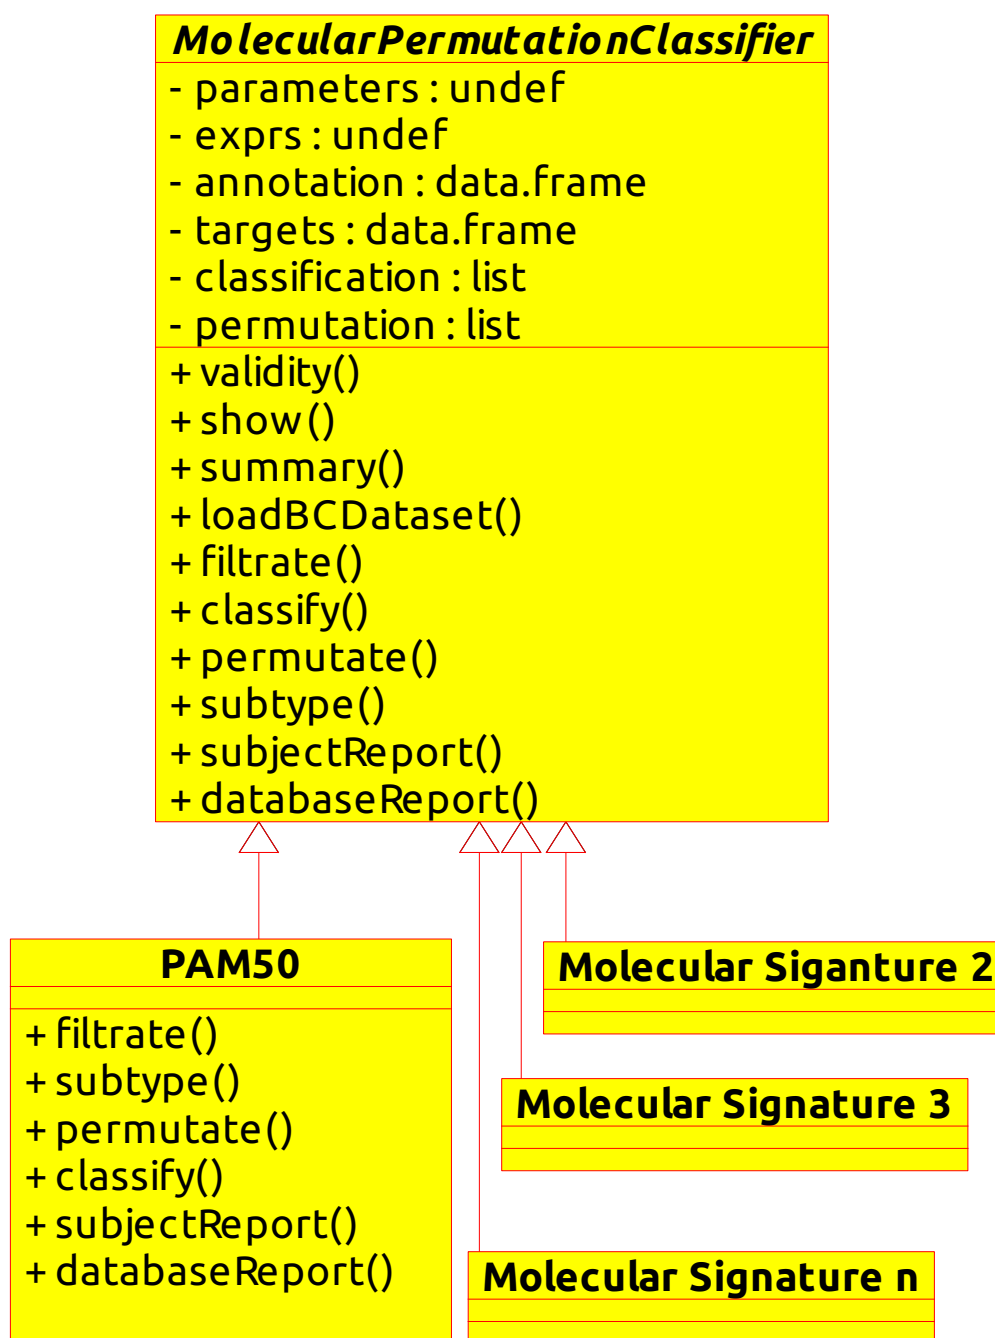 MolecularPermutationClassifier
- parameters : undef
- exprs : undef
- annotation : data.frame
- targets : data.frame
- classification : list
- permutation : list
+ validity()
+ show()
+ summary()
+ loadBCDataset()
+ filtrate()
+ classify()
+ permutate()
+ subtype()
+ subjectReport()
+ databaseReport()
PAM50
+ filtrate()
+ subtype()
+ permutate()
+ classify()
+ subjectReport()
+ databaseReport()
Molecular Siganture 2
Molecular Signature 3
Molecular Signature n